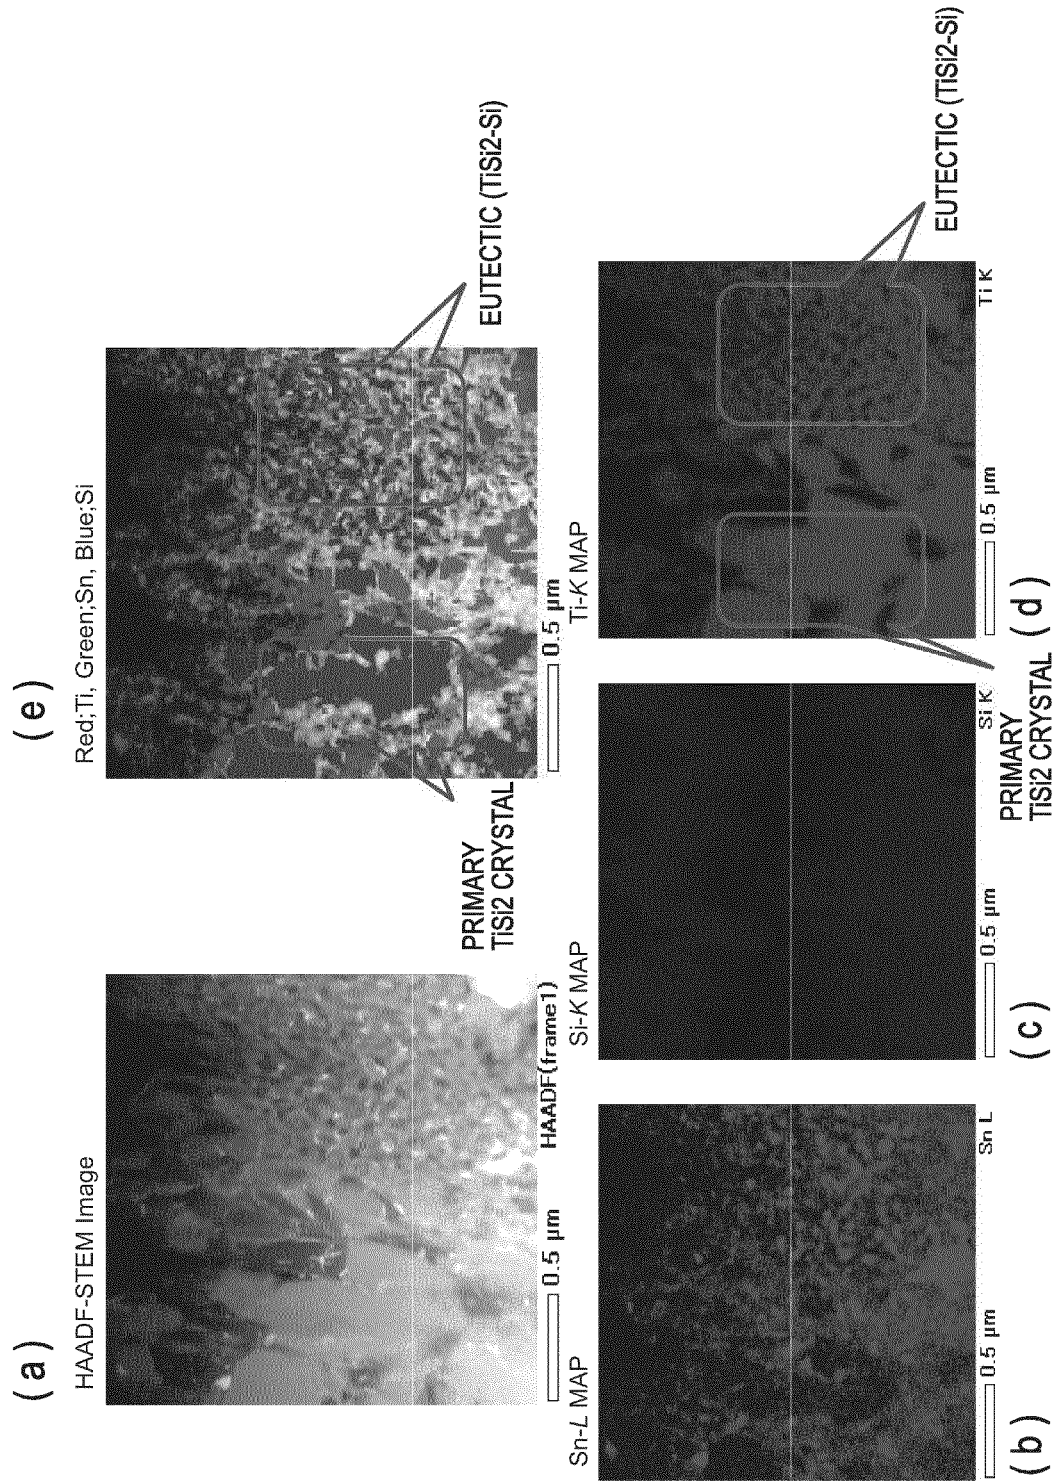 (a)
HAADF-STEM Image
HAADF(frame1)
0.5 μm
(e)
Red;Ti, Green;Sn, Blue;Si
0.5 μm
PRIMARY
TiSi2 CRYSTAL
EUTECTIC (TiSi2-Si)
Sn-L MAP
Sn L
0.5 μm
(b)
Si-K MAP
Si K
0.5 μm
(c)
Ti-K MAP
Ti K
0.5 μm
(d)
PRIMARY
TiSi2 CRYSTAL
EUTECTIC (TiSi2-Si)